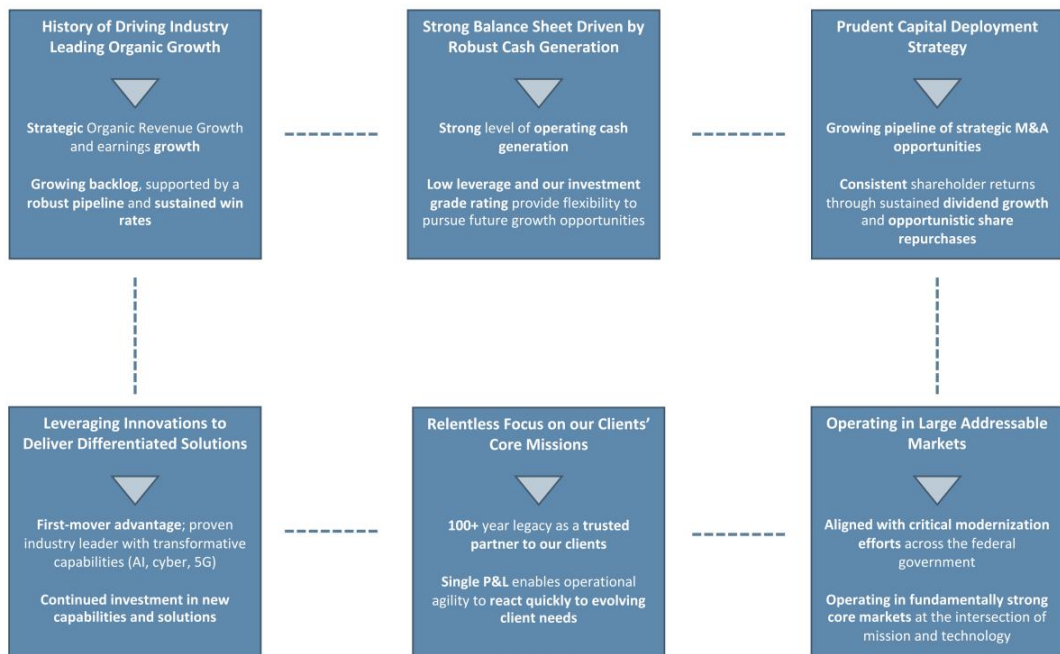 History of Driving Industry
Leading Organic Growth
Strategic Organic Revenue Growth
and earnings growth
Growing backlog, supported by a
robust pipeline and sustained win
rates
Strong Balance Sheet Driven by
Robust Cash Generation
Strong level of operating cash
generation
Low leverage and our investment
grade rating provide flexibility to
pursue future growth opportunities
Prudent Capital Deployment
Strategy
Growing pipeline of strategic M&A
opportunities
Consistent shareholder returns
through sustained dividend growth
and opportunistic share
repurchases
Leveraging Innovations to
Deliver Differentiated Solutions
First-mover advantage; proven
industry leader with transformative
capabilities (AI, cyber, 5G)
Continued investment in new
capabilities and solutions
Relentless Focus on our Clients’
Core Missions
100+ year legacy as a trusted
partner to our clients
Single P&L enables operational
agility to react quickly to evolving
client needs
Operating in Large Addressable
Markets
Aligned with critical modernization
efforts across the federal
government
Operating in fundamentally strong
core markets at the intersection of
mission and technology